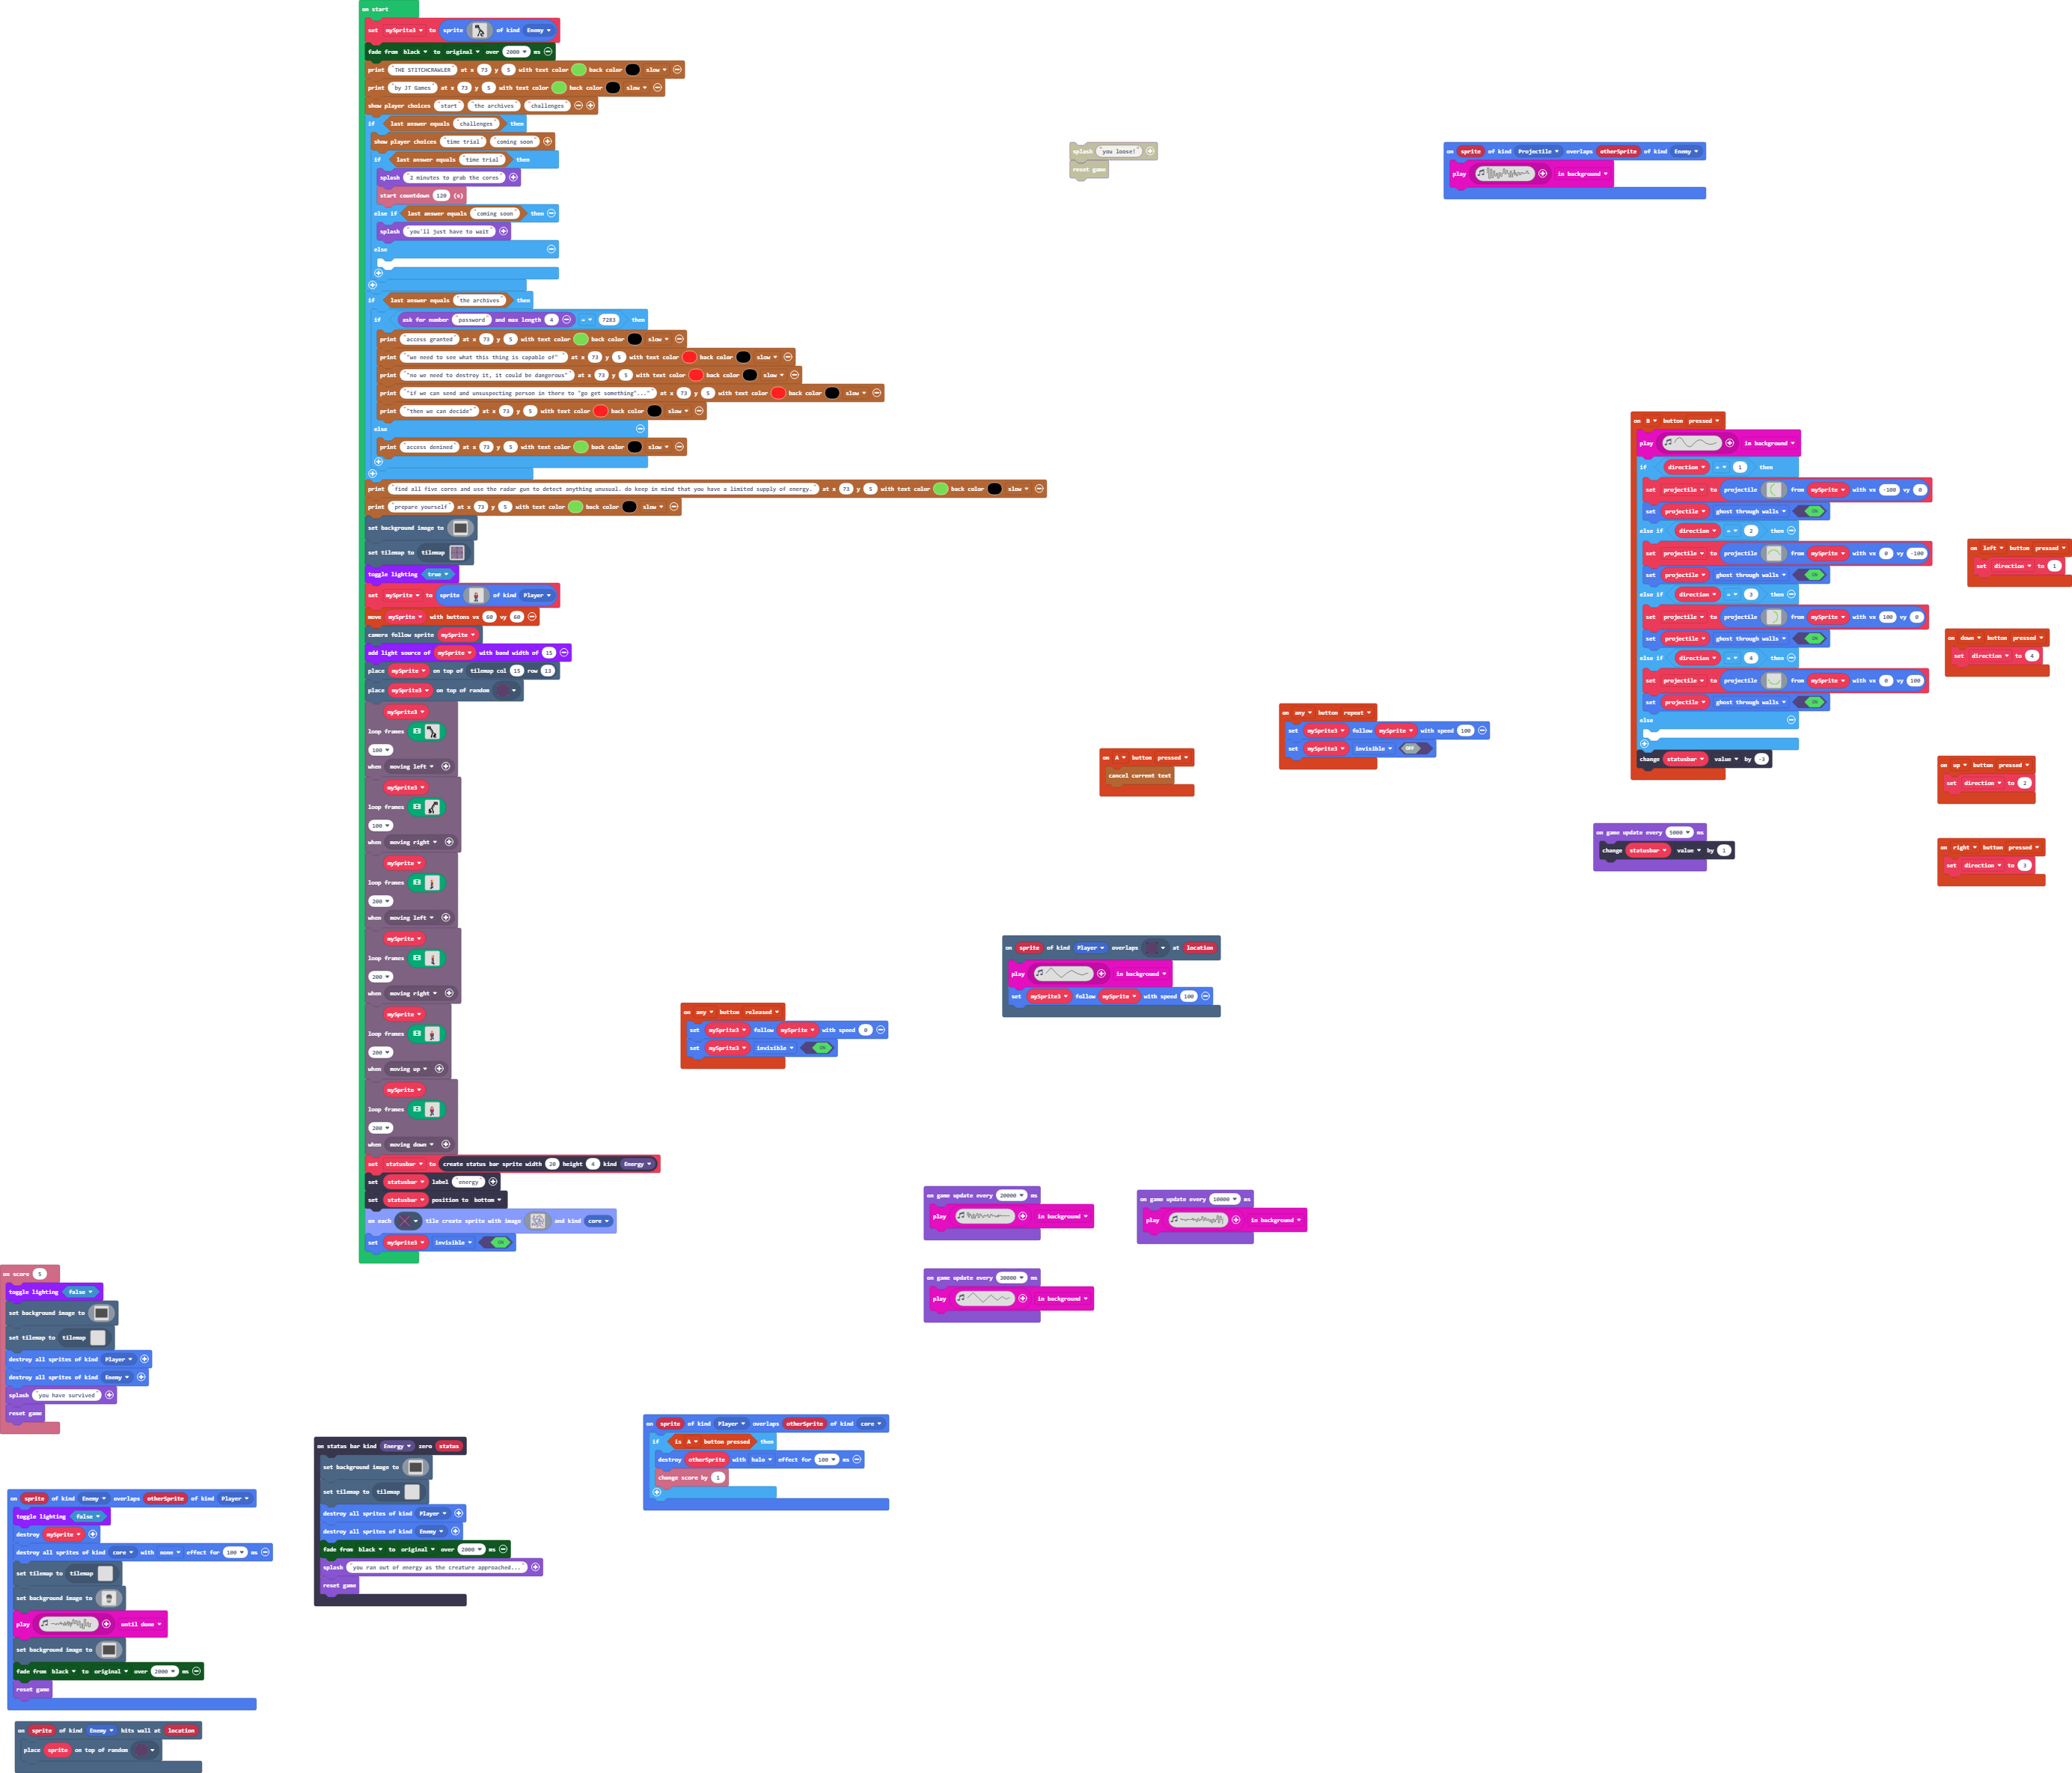 on start
set mySprite3 to sprite of kind Enemy
fade from black to original over 2000 ms
print "THE STITCHCRAWLER" at x 73 y 5 with text color back color slow
print "by JT Games" at x 73 y 5 with text color back color slow
show player choices "start" "the archives" "challenges"
if last answer equals "challenges" then
show player choices "time trial" "coming soon"
if last answer equals "time trial" then
splash "2 minutes to grab the cores"
start countdown 120 (s)
else if last answer equals "coming soon" then
splash "you'll just have to wait"
else
if last answer equals "the archives" then
if ask for number "password" and max length 4 = 7283 then
print "access granted" at x 73 y 5 with text color back color slow
print ""we need to see what this thing is capable of" " at x 73 y 5 with text color back color slow
print ""no we need to destroy it, it could be dangerous"" at x 73 y 5 with text color back color slow
print ""if we can send and unsuspecting person in there to "go get something"..." at x 73 y 5 with text color back color slow
print ""then we can decide"" at x 73 y 5 with text color back color slow
else
print "access denined" at x 73 y 5 with text color back color slow
print "find all five cores and use the radar gun to detect anything unusual. do keep in mind that you have a limited supply of energy." at x 73 y 5 with text color back color slow
print "prepare yourself" at x 73 y 5 with text color back color slow
set background image to
set tilemap to tilemap
toggle lighting true
set mySprite to sprite of kind Player
move mySprite with buttons vx 60 vy 60
camera follow sprite mySprite
add light source of mySprite with band width of 15
place mySprite on top of tilemap col 15 row 13
place mySprite3 on top of random
mySprite3
loop frames
100
when moving left
mySprite3
loop frames
100
when moving right
mySprite
loop frames
200
when moving left
mySprite
loop frames
200
when moving right
mySprite
loop frames
200
when moving up
mySprite
loop frames
200
when moving down
set statusbar to create status bar sprite width 20 height 4 kind Energy
set statusbar label "energy"
set statusbar position to bottom
on each tile create sprite with image and kind core
set mySprite3 invisible ON
splash "you loose!"
reset game
on sprite of kind Projectile overlaps otherSprite of kind Enemy
play in background
on B button pressed
play in background
if direction = 1 then
set projectile to projectile from mySprite with vx -100 vy 0
set projectile ghost through walls ON
else if direction = 2 then
set projectile to projectile from mySprite with vx 0 vy -100
set projectile ghost through walls ON
else if direction = 3 then
set projectile to projectile from mySprite with vx 100 vy 0
set projectile ghost through walls ON
else if direction = 4 then
set projectile to projectile from mySprite with vx 0 vy 100
set projectile ghost through walls ON
else
change statusbar value by -3
on left button pressed
set direction to 1
on down button pressed
set direction to 4
on up button pressed
set direction to 2
on right button pressed
set direction to 3
on any button repeat
set mySprite3 follow mySprite with speed 100
set mySprite3 invisible OFF
on A button pressed
cancel current text
on game update every 5000 ms
change statusbar value by 1
on sprite of kind Player overlaps at location
play in background
set mySprite3 follow mySprite with speed 100
on any button released
set mySprite3 follow mySprite with speed 0
set mySprite3 invisible ON
on game update every 20000 ms
play in background
on game update every 10000 ms
play in background
on game update every 30000 ms
play in background
on score 5
toggle lighting false
set background image to
set tilemap to tilemap
destroy all sprites of kind Player
destroy all sprites of kind Enemy
splash "you have survived"
reset game
on status bar kind Energy zero status
set background image to
set tilemap to tilemap
destroy all sprites of kind Player
destroy all sprites of kind Enemy
fade from black to original over 2000 ms
splash "you ran out of energy as the creature approached..."
reset game
on sprite of kind Player overlaps otherSprite of kind core
if is A button pressed then
destroy otherSprite with halo effect for 100 ms
change score by 1
on sprite of kind Enemy overlaps otherSprite of kind Player
toggle lighting false
destroy mySprite
destroy all sprites of kind core with none effect for 100 ms
set tilemap to tilemap
set background image to
play until done
set background image to
fade from black to original over 2000 ms
reset game
on sprite of kind Enemy hits wall at location
place sprite on top of random